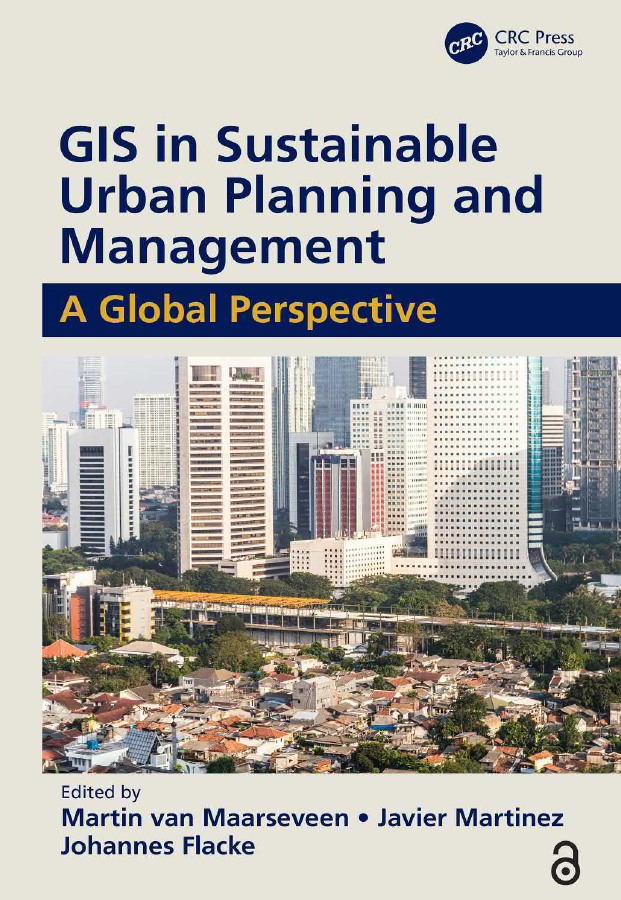 CRC
CRC Press
Taylor & Francis Group
GIS in Sustainable
Urban Planning and
Management
A Global Perspective
Edited by
Martin van Maarseveen • Javier Martinez
Johannes Flacke